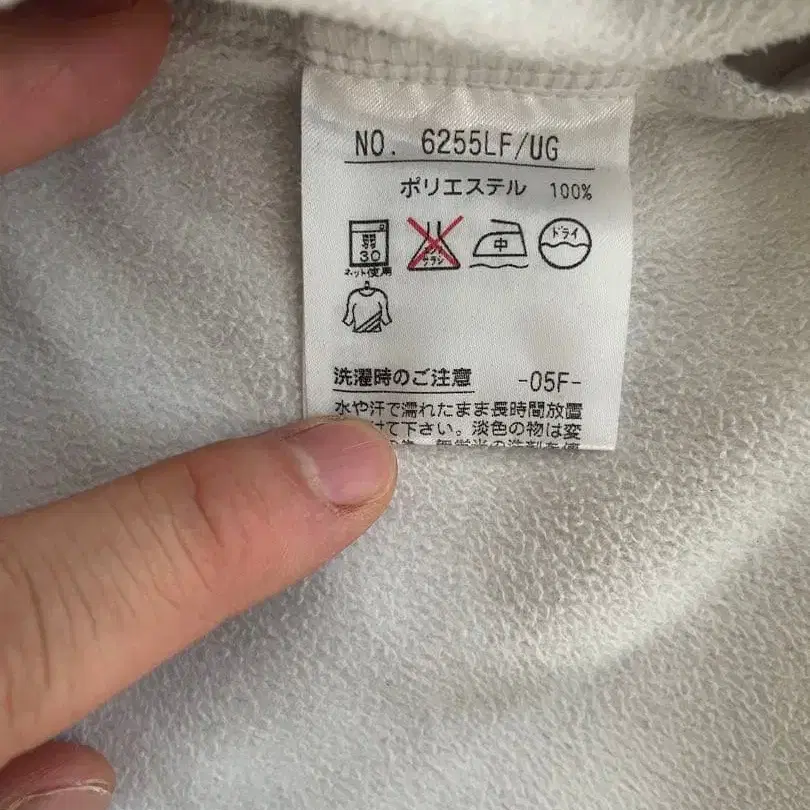 NO. 6255LF/UG
ポリエステル 100%
弱 中 ドライ
30
ネット使用
洗濯時のご注意 -05F-
水や汗で濡れたまま長時間放置
けて下さい。淡色の物は変